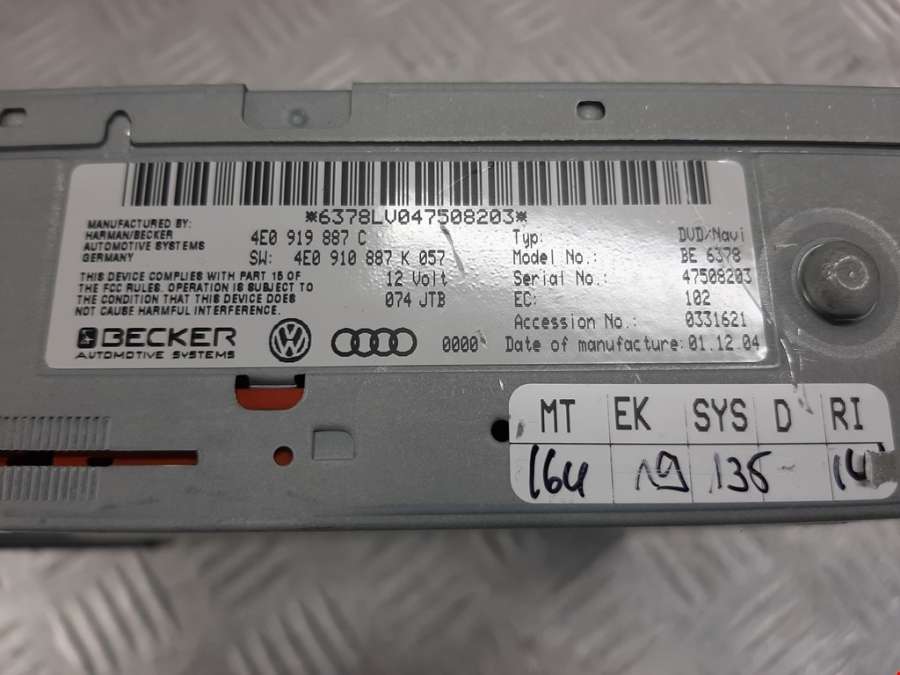 *6378LV047508203*
MANUFACTURED BY:
HARMAN/BECKER
AUTOMOTIVE SYSTEMS
GERMANY
4E0 919 887 C
SW: 4E0 910 887 K 057
12 Volt
074 JTB
THIS DEVICE COMPLIES WITH PART 15 OF
THE FCC RULES. OPERATION IS SUBJECT TO
THE CONDITION THAT THIS DEVICE DOES
NOT CAUSE HARMFUL INTERFERENCE.
BECKER
AUTOMOTIVE SYSTEMS
0000
Typ: DVD/Navi
Model No.: BE 6378
Serial No.: 47508203
EC: 102
Accession No.: 0331621
Date of manufacture: 01.12.04
MT EK SYS D RI
164 19 136 - 14